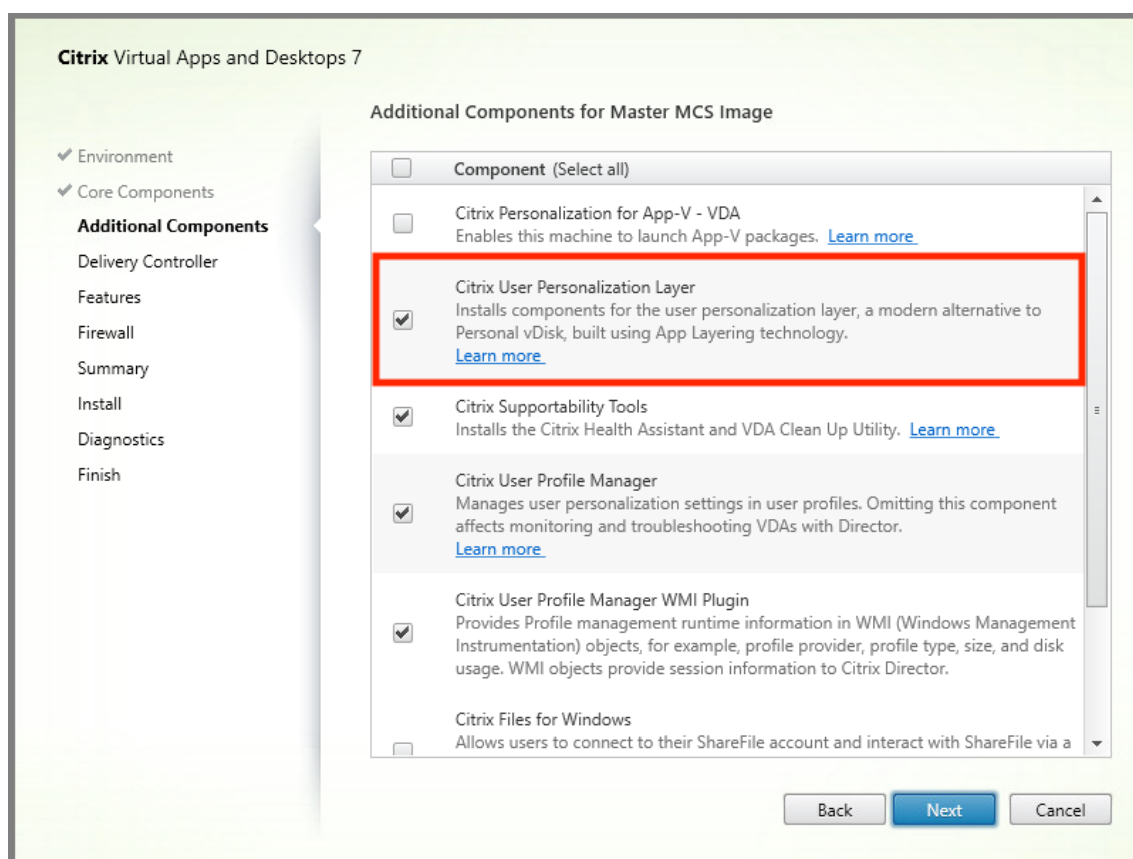 Citrix Virtual Apps and Desktops 7
Additional Components for Master MCS Image
Environment
Core Components
Additional Components
Delivery Controller
Features
Firewall
Summary
Install
Diagnostics
Finish
Component (Select all)
Citrix Personalization for App-V - VDA
Enables this machine to launch App-V packages. Learn more
Citrix User Personalization Layer
Installs components for the user personalization layer, a modern alternative to
Personal vDisk, built using App Layering technology.
Learn more
Citrix Supportability Tools
Installs the Citrix Health Assistant and VDA Clean Up Utility. Learn more
Citrix User Profile Manager
Manages user personalization settings in user profiles. Omitting this component
affects monitoring and troubleshooting VDAs with Director.
Learn more
Citrix User Profile Manager WMI Plugin
Provides Profile management runtime information in WMI (Windows Management
Instrumentation) objects, for example, profile provider, profile type, size, and disk
usage. WMI objects provide session information to Citrix Director.
Citrix Files for Windows
Allows users to connect to their ShareFile account and interact with ShareFile via a
Back Next Cancel